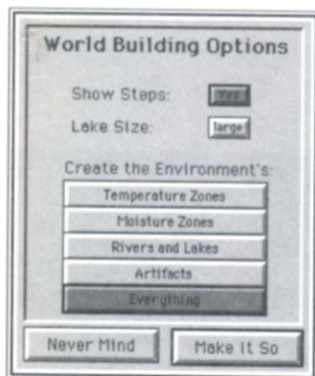 World Building Options
Show Steps: Yes
Lake Size: large
Create the Environment's:
Temperature Zones
Moisture Zones
Rivers and Lakes
Artifacts
Everything
Never Mind Make It So